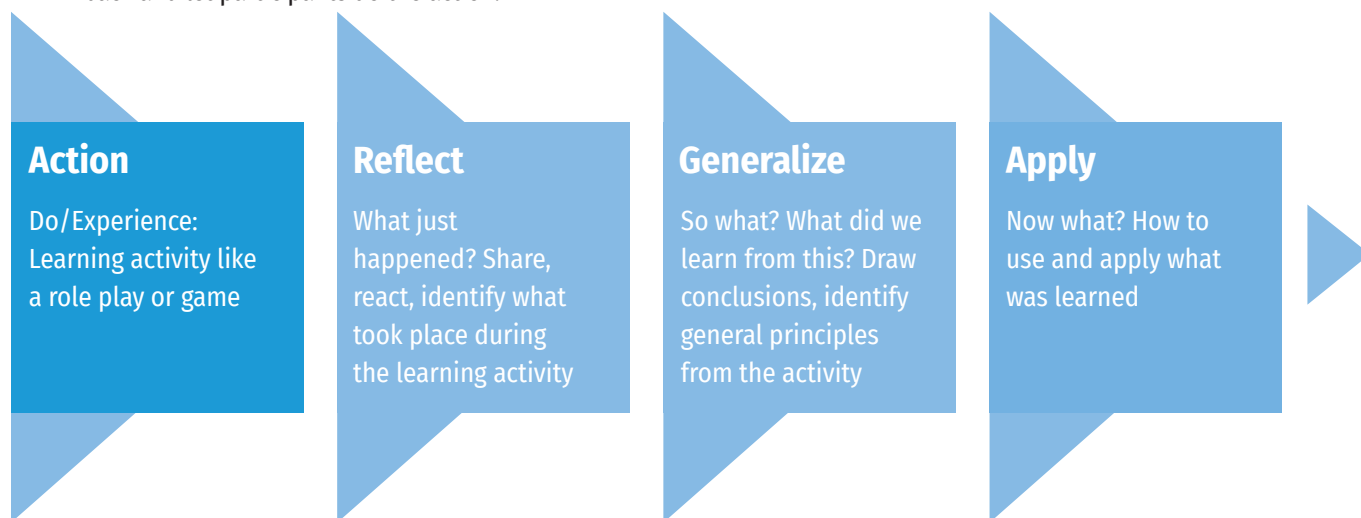 Action
Do/Experience:
Learning activity like
a role play or game
Reflect
What just
happened? Share,
react, identify what
took place during
the learning activity
Generalize
So what? What did we
learn from this? Draw
conclusions, identify
general principles
from the activity
Apply
Now what? How to
use and apply what
was learned